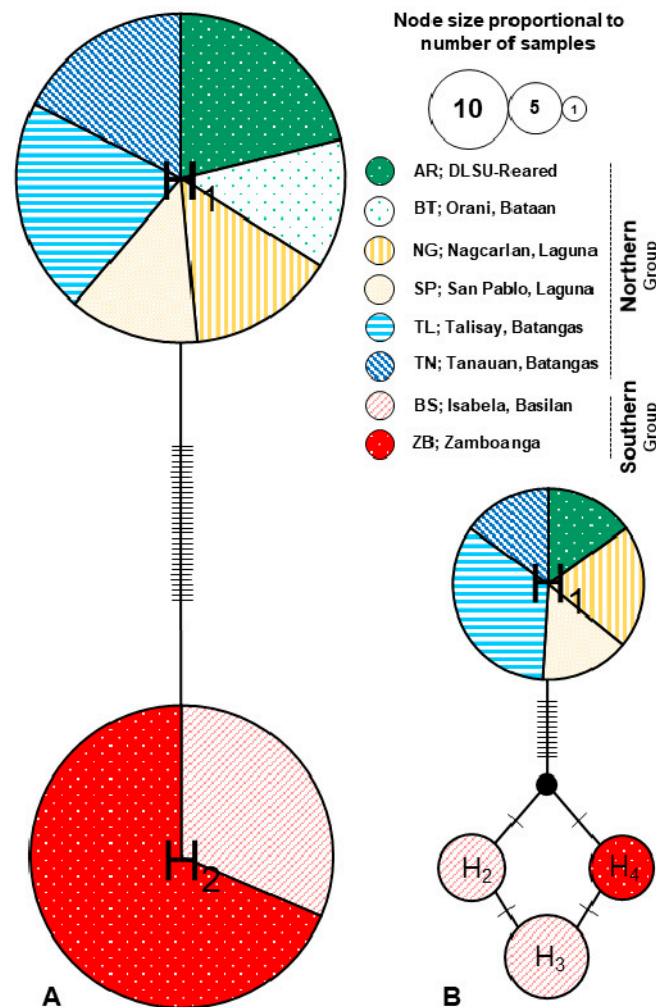 Node size proportional to
number of samples
10
5
1
AR; DLSU-Reared
BT; Orani, Bataan
NG; Nagcarlan, Laguna
SP; San Pablo, Laguna
TL; Talisay, Batangas
TN; Tanauan, Batangas
Northern
Group
BS; Isabela, Basilan
ZB; Zamboanga
Southern
Group
H1
H2
A
H1
H2
H4
H3
B